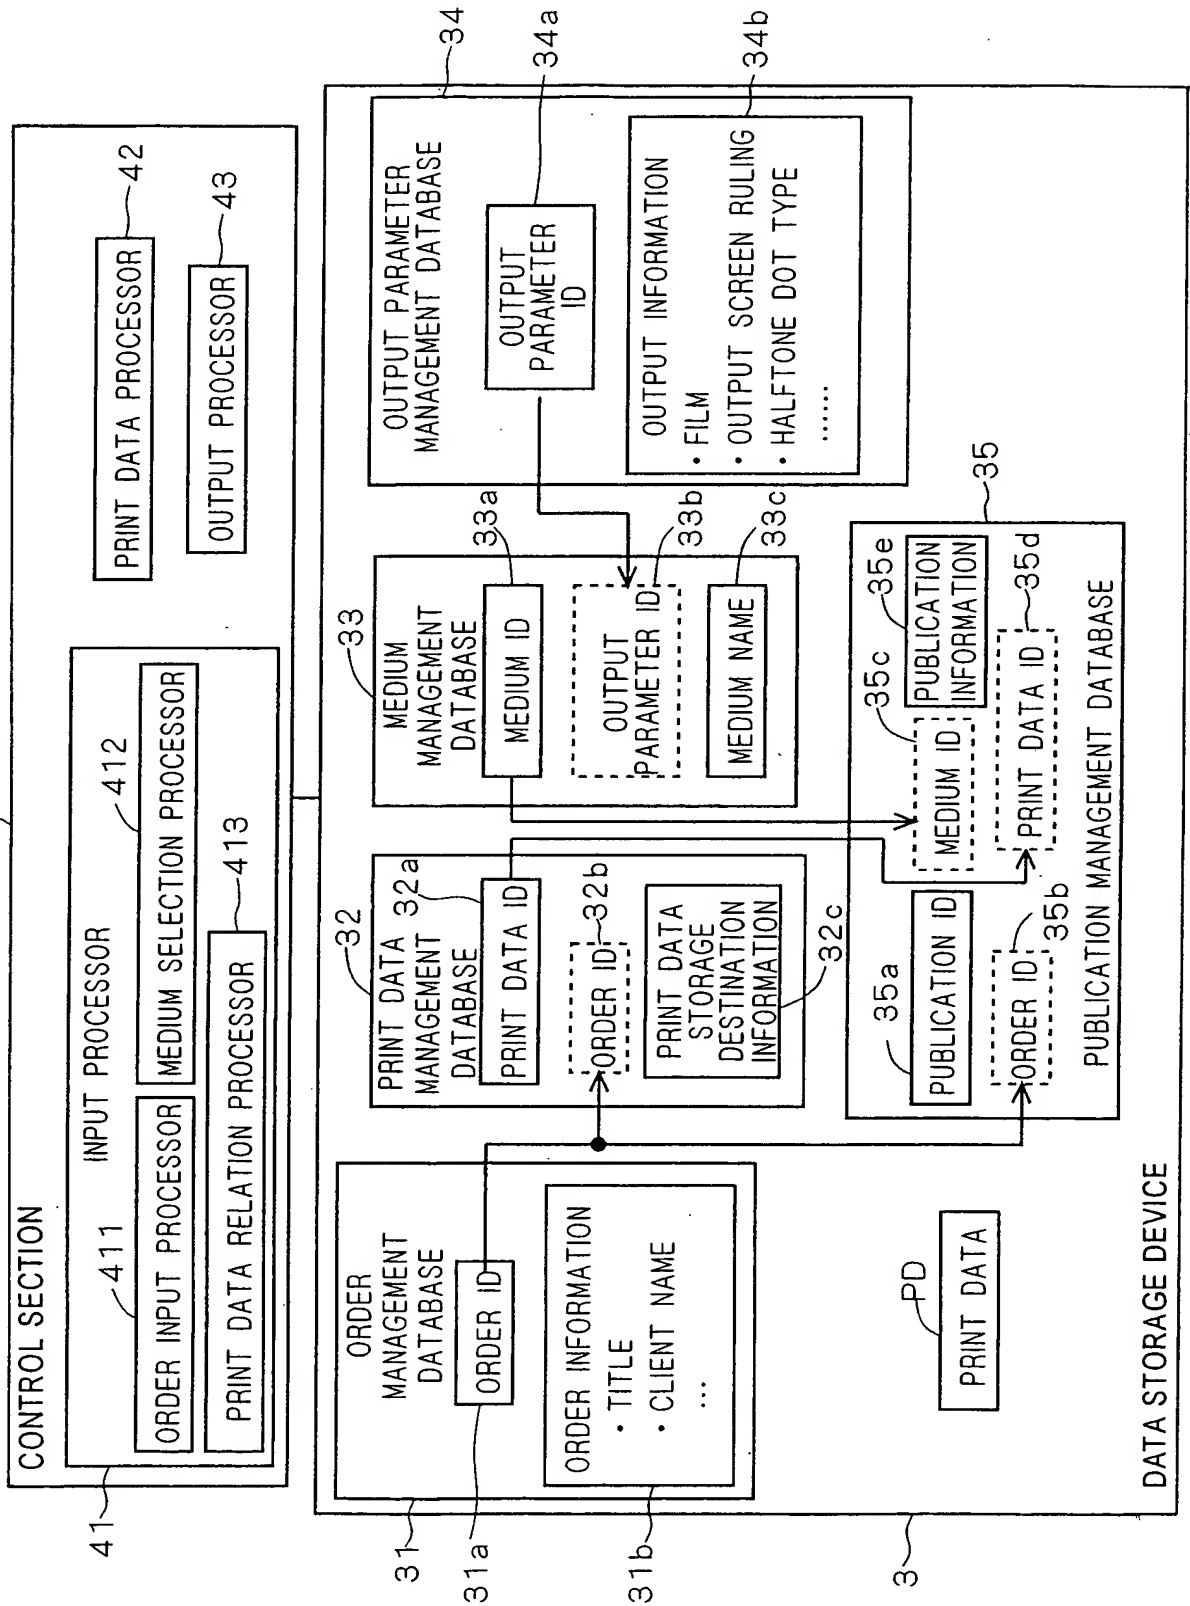 CONTROL SECTION
41
INPUT PROCESSOR
411
ORDER INPUT PROCESSOR
412
MEDIUM SELECTION PROCESSOR
413
PRINT DATA RELATION PROCESSOR
42
PRINT DATA PROCESSOR
43
OUTPUT PROCESSOR
31
ORDER
MANAGEMENT
DATABASE
31a
ORDER ID
31b
ORDER INFORMATION
· TITLE
· CLIENT NAME
...
32
PRINT DATA
MANAGEMENT
DATABASE
32a
PRINT DATA ID
32b
ORDER ID
PRINT DATA
STORAGE
DESTINATION
INFORMATION
32c
33
MEDIUM
MANAGEMENT
DATABASE
33a
MEDIUM ID
33b
OUTPUT
PARAMETER ID
33c
MEDIUM NAME
34
OUTPUT PARAMETER
MANAGEMENT DATABASE
34a
OUTPUT
PARAMETER
ID
34b
OUTPUT INFORMATION
· FILM
· OUTPUT SCREEN RULING
· HALFTONE DOT TYPE
......
35
35a
PUBLICATION ID
35b
ORDER ID
35c
MEDIUM ID
35d
PRINT DATA ID
35e
PUBLICATION
INFORMATION
PUBLICATION MANAGEMENT DATABASE
PD
PRINT DATA
3
DATA STORAGE DEVICE